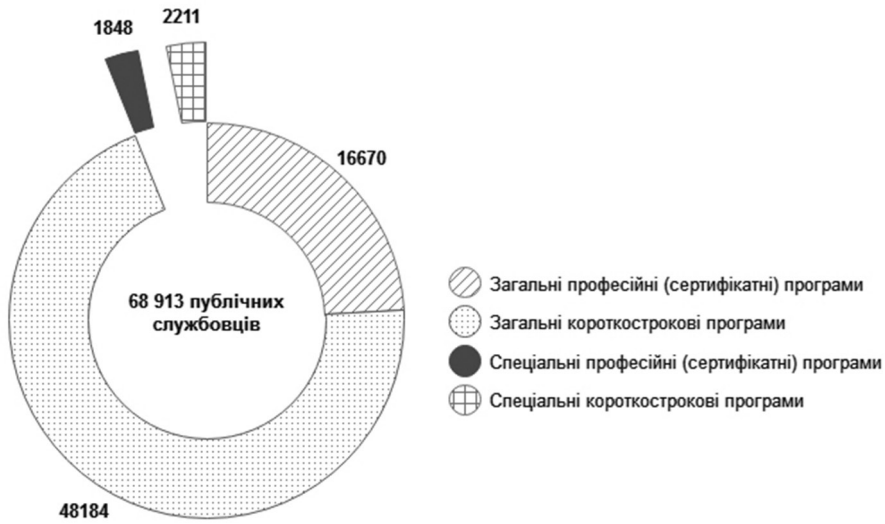 2211
1848
16670
68 913 публічних
службовців
48184
Загальні професійні (сертифікатні) програми
Загальні короткострокові програми
Спеціальні професійні (сертифікатні) програми
Спеціальні короткострокові програми